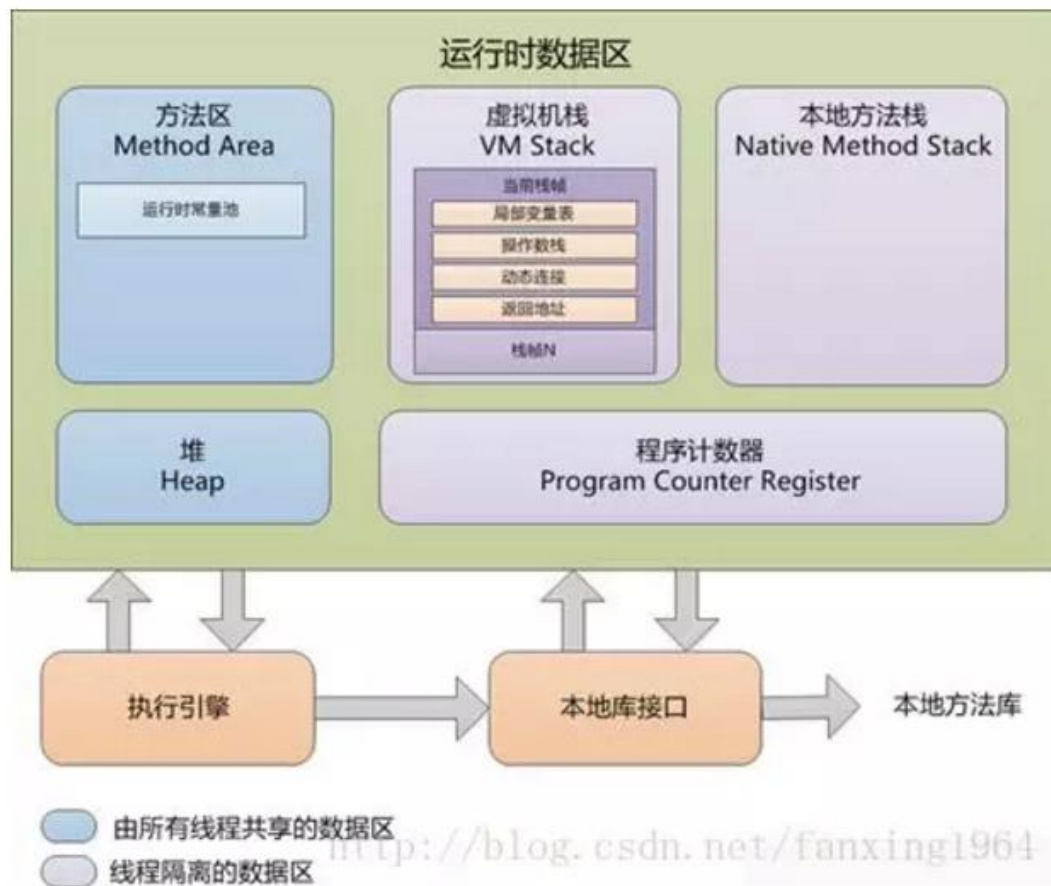 运行时数据区
方法区
Method Area
运行时常量池
虚拟机栈
VM Stack
当前栈帧
局部变量表
操作数栈
动态连接
返回地址
栈帧N
本地方法栈
Native Method Stack
堆
Heap
程序计数器
Program Counter Register
执行引擎
本地库接口
本地方法库
由所有线程共享的数据区
线程隔离的数据区
http://blog.csdn.net/fanxing1964